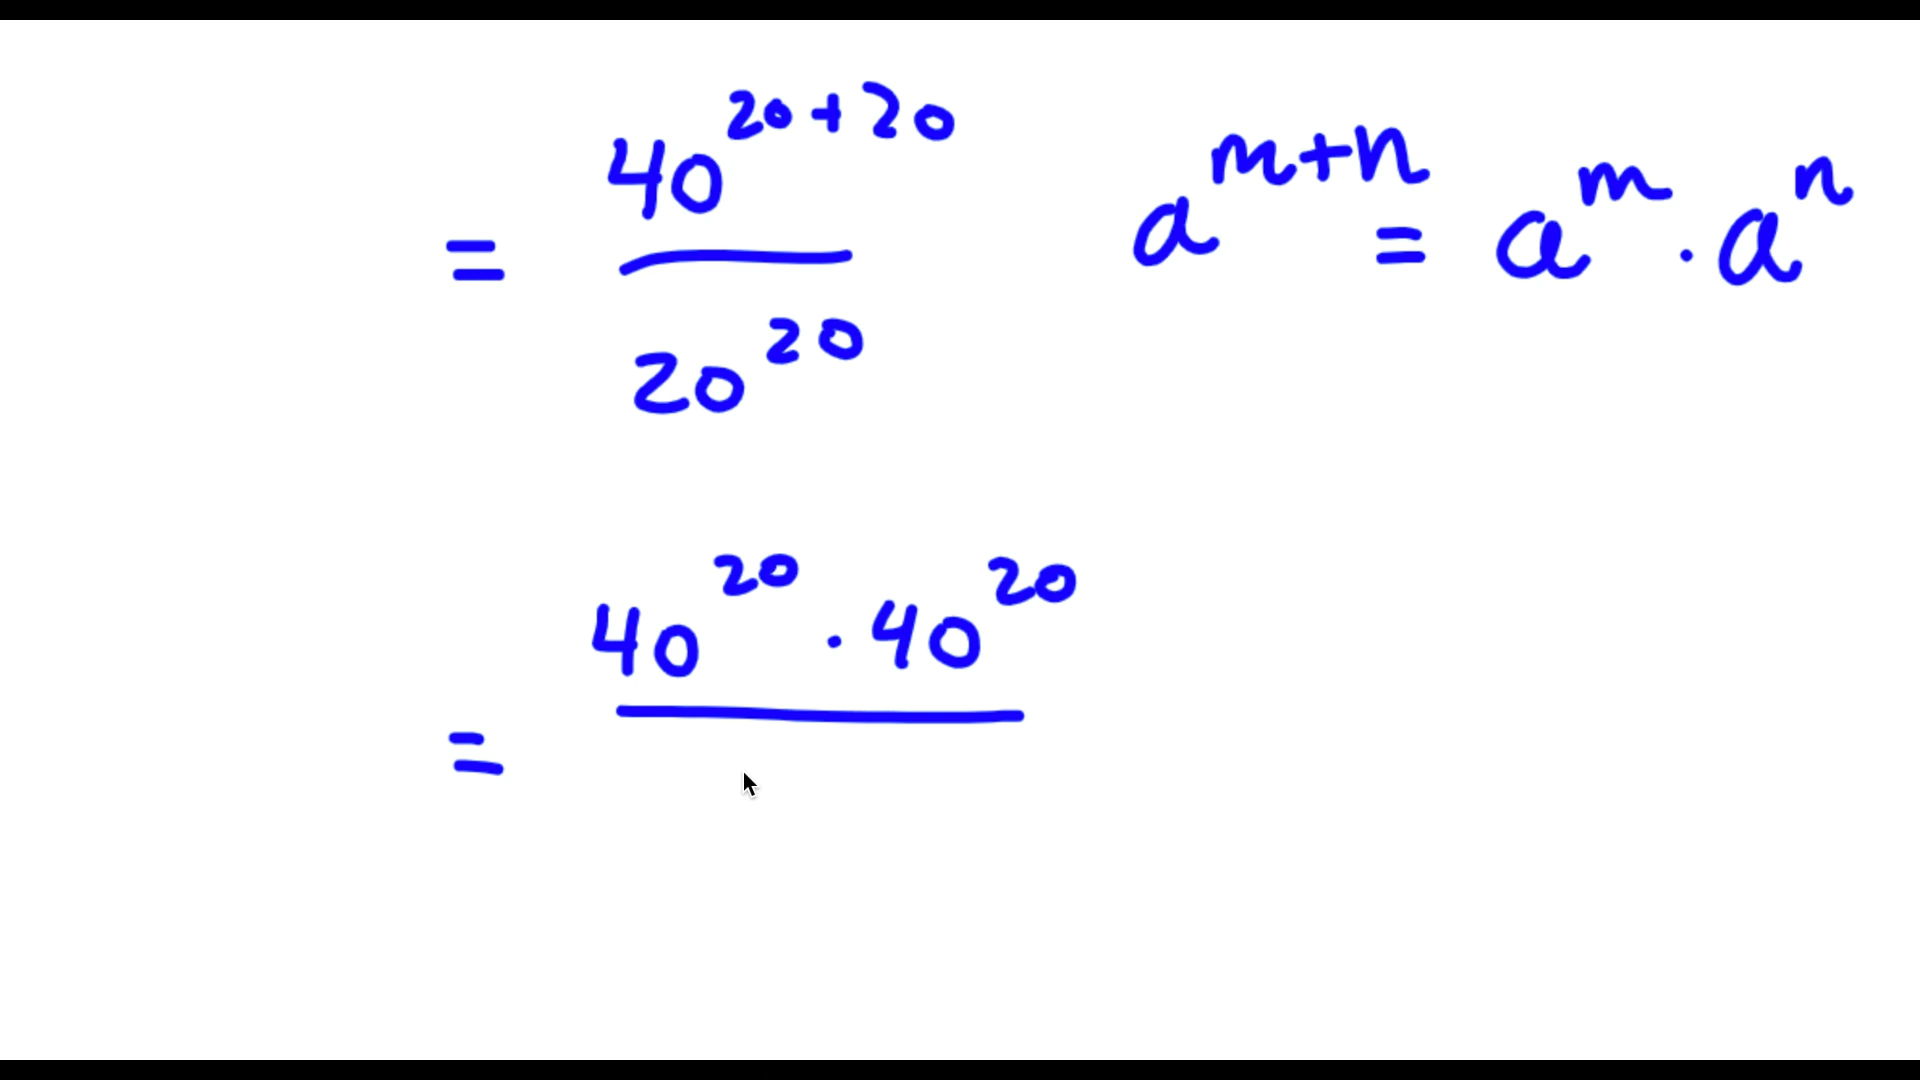 = 40^{20+20} / 20^{20}
a^{m+n} = a^m · a^n
= 40^{20} · 40^{20} /